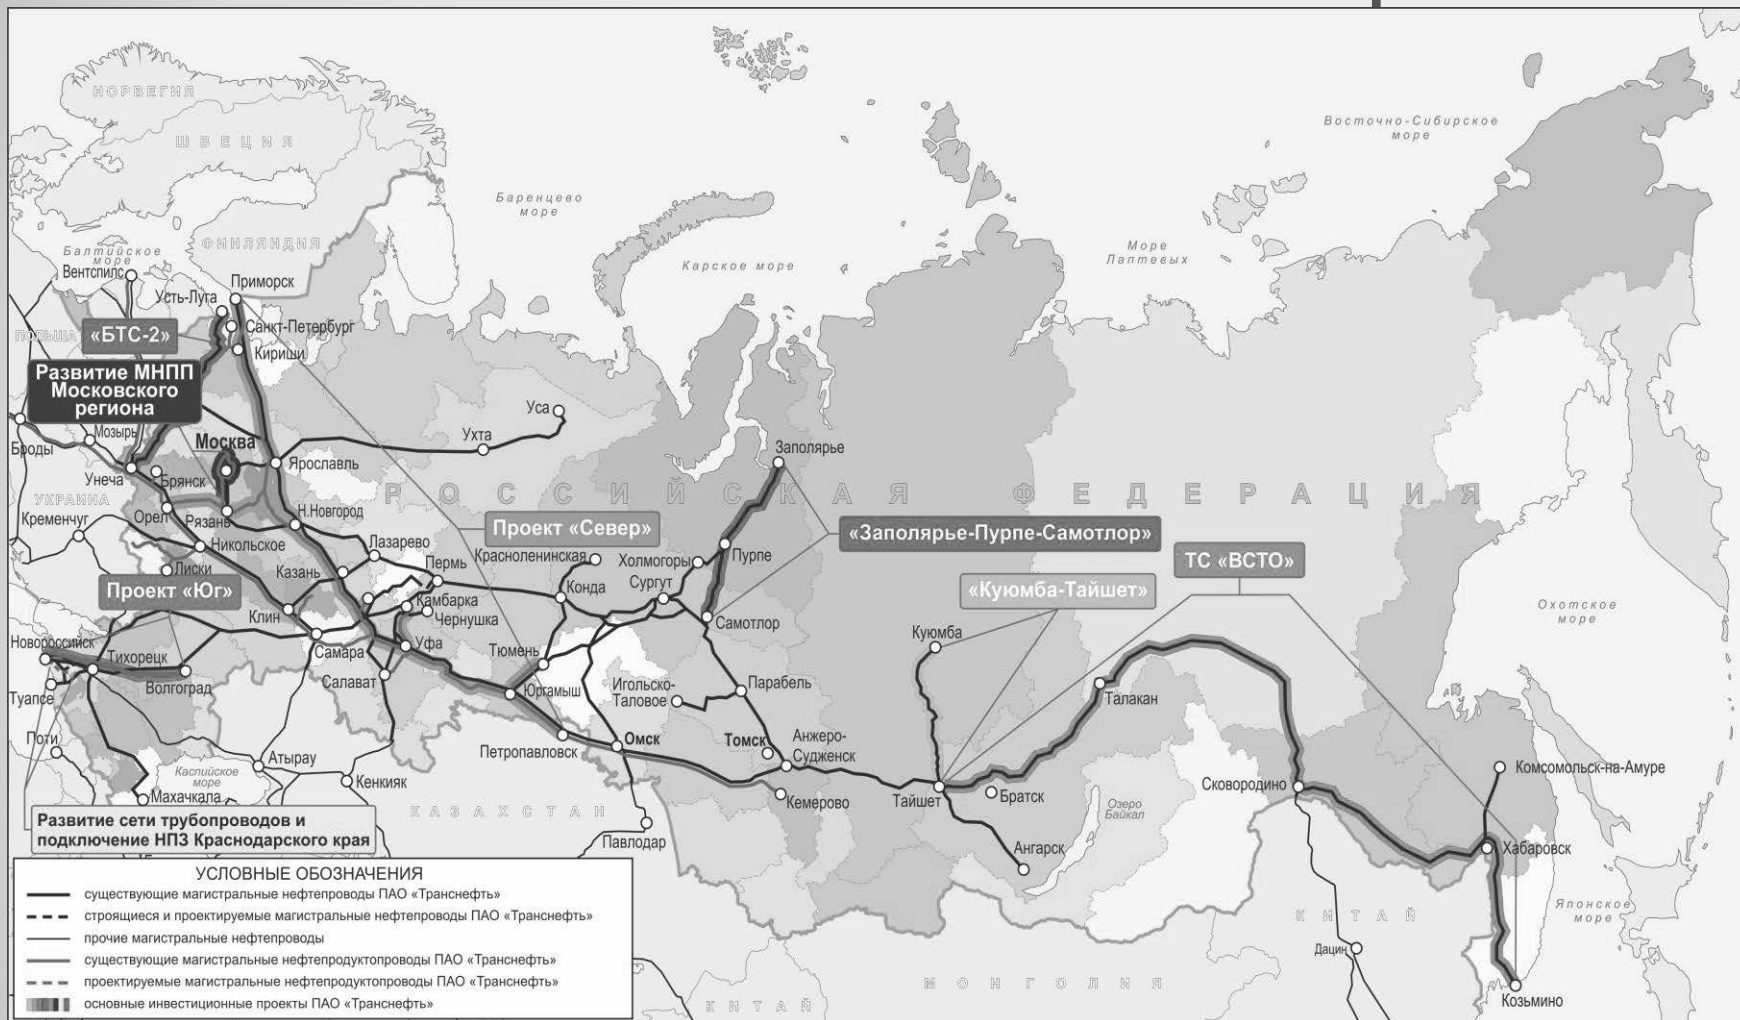 НОРВЕГИЯ
ШВЕЦИЯ
ФИНЛЯНДИЯ
Баренцево
море
Карское море
Море
Лаптевых
Восточно-Сибирское
море
Балтийское
море
Вентспилс
Приморск
Усть-Луга
Санкт-Петербург
Кириши
ПОЛЬША
«БТС-2»
Развитие МНПП
Московского
региона
Броды
Мозырь
Москва
Уса
Ухта
Ярославль
Заполярье
Унеча
Брянск
УКРАИНА
РОССИЙСКАЯ ФЕДЕРАЦИЯ
Кременчуг
Орел
Рязань
Н.Новгород
Проект «Север»
«Заполярье-Пурпе-Самотлор»
Никольское
Лазарево
Красноленинская
Холмогоры
Пурпе
ТС «ВСТО»
Лиски
Казань
Пермь
Конда
Сургут
Проект «Юг»
Камбарка
Чернушка
«Куюмба-Тайшет»
Охотское
море
Клин
Самотлор
Куюмба
Новороссийск
Тихорецк
Самара
Уфа
Тюмень
Волгоград
Салават
Юргамыш
Игольско-
Таловое
Парабель
Талакан
Туапсе
Поти
Петропавловск
Омск
Томск
Анжеро-
Судженск
Атырау
Каспийское
море
Кенкияк
Махачкала
Кемерово
Тайшет
Братск
Озеро
Байкал
Сковородино
Комсомольск-на-Амуре
КАЗАХСТАН
Павлодар
Ангарск
Хабаровск
Развитие сети трубопроводов и
подключение НПЗ Краснодарского края
КИТАЙ
Японское
море
Дацин
МОНГОЛИЯ
КИТАЙ
Козьмино
УСЛОВНЫЕ ОБОЗНАЧЕНИЯ
существующие магистральные нефтепроводы ПАО «Транснефть»
строящиеся и проектируемые магистральные нефтепроводы ПАО «Транснефть»
прочие магистральные нефтепроводы
существующие магистральные нефтепродуктопроводы ПАО «Транснефть»
проектируемые магистральные нефтепродуктопроводы ПАО «Транснефть»
основные инвестиционные проекты ПАО «Транснефть»